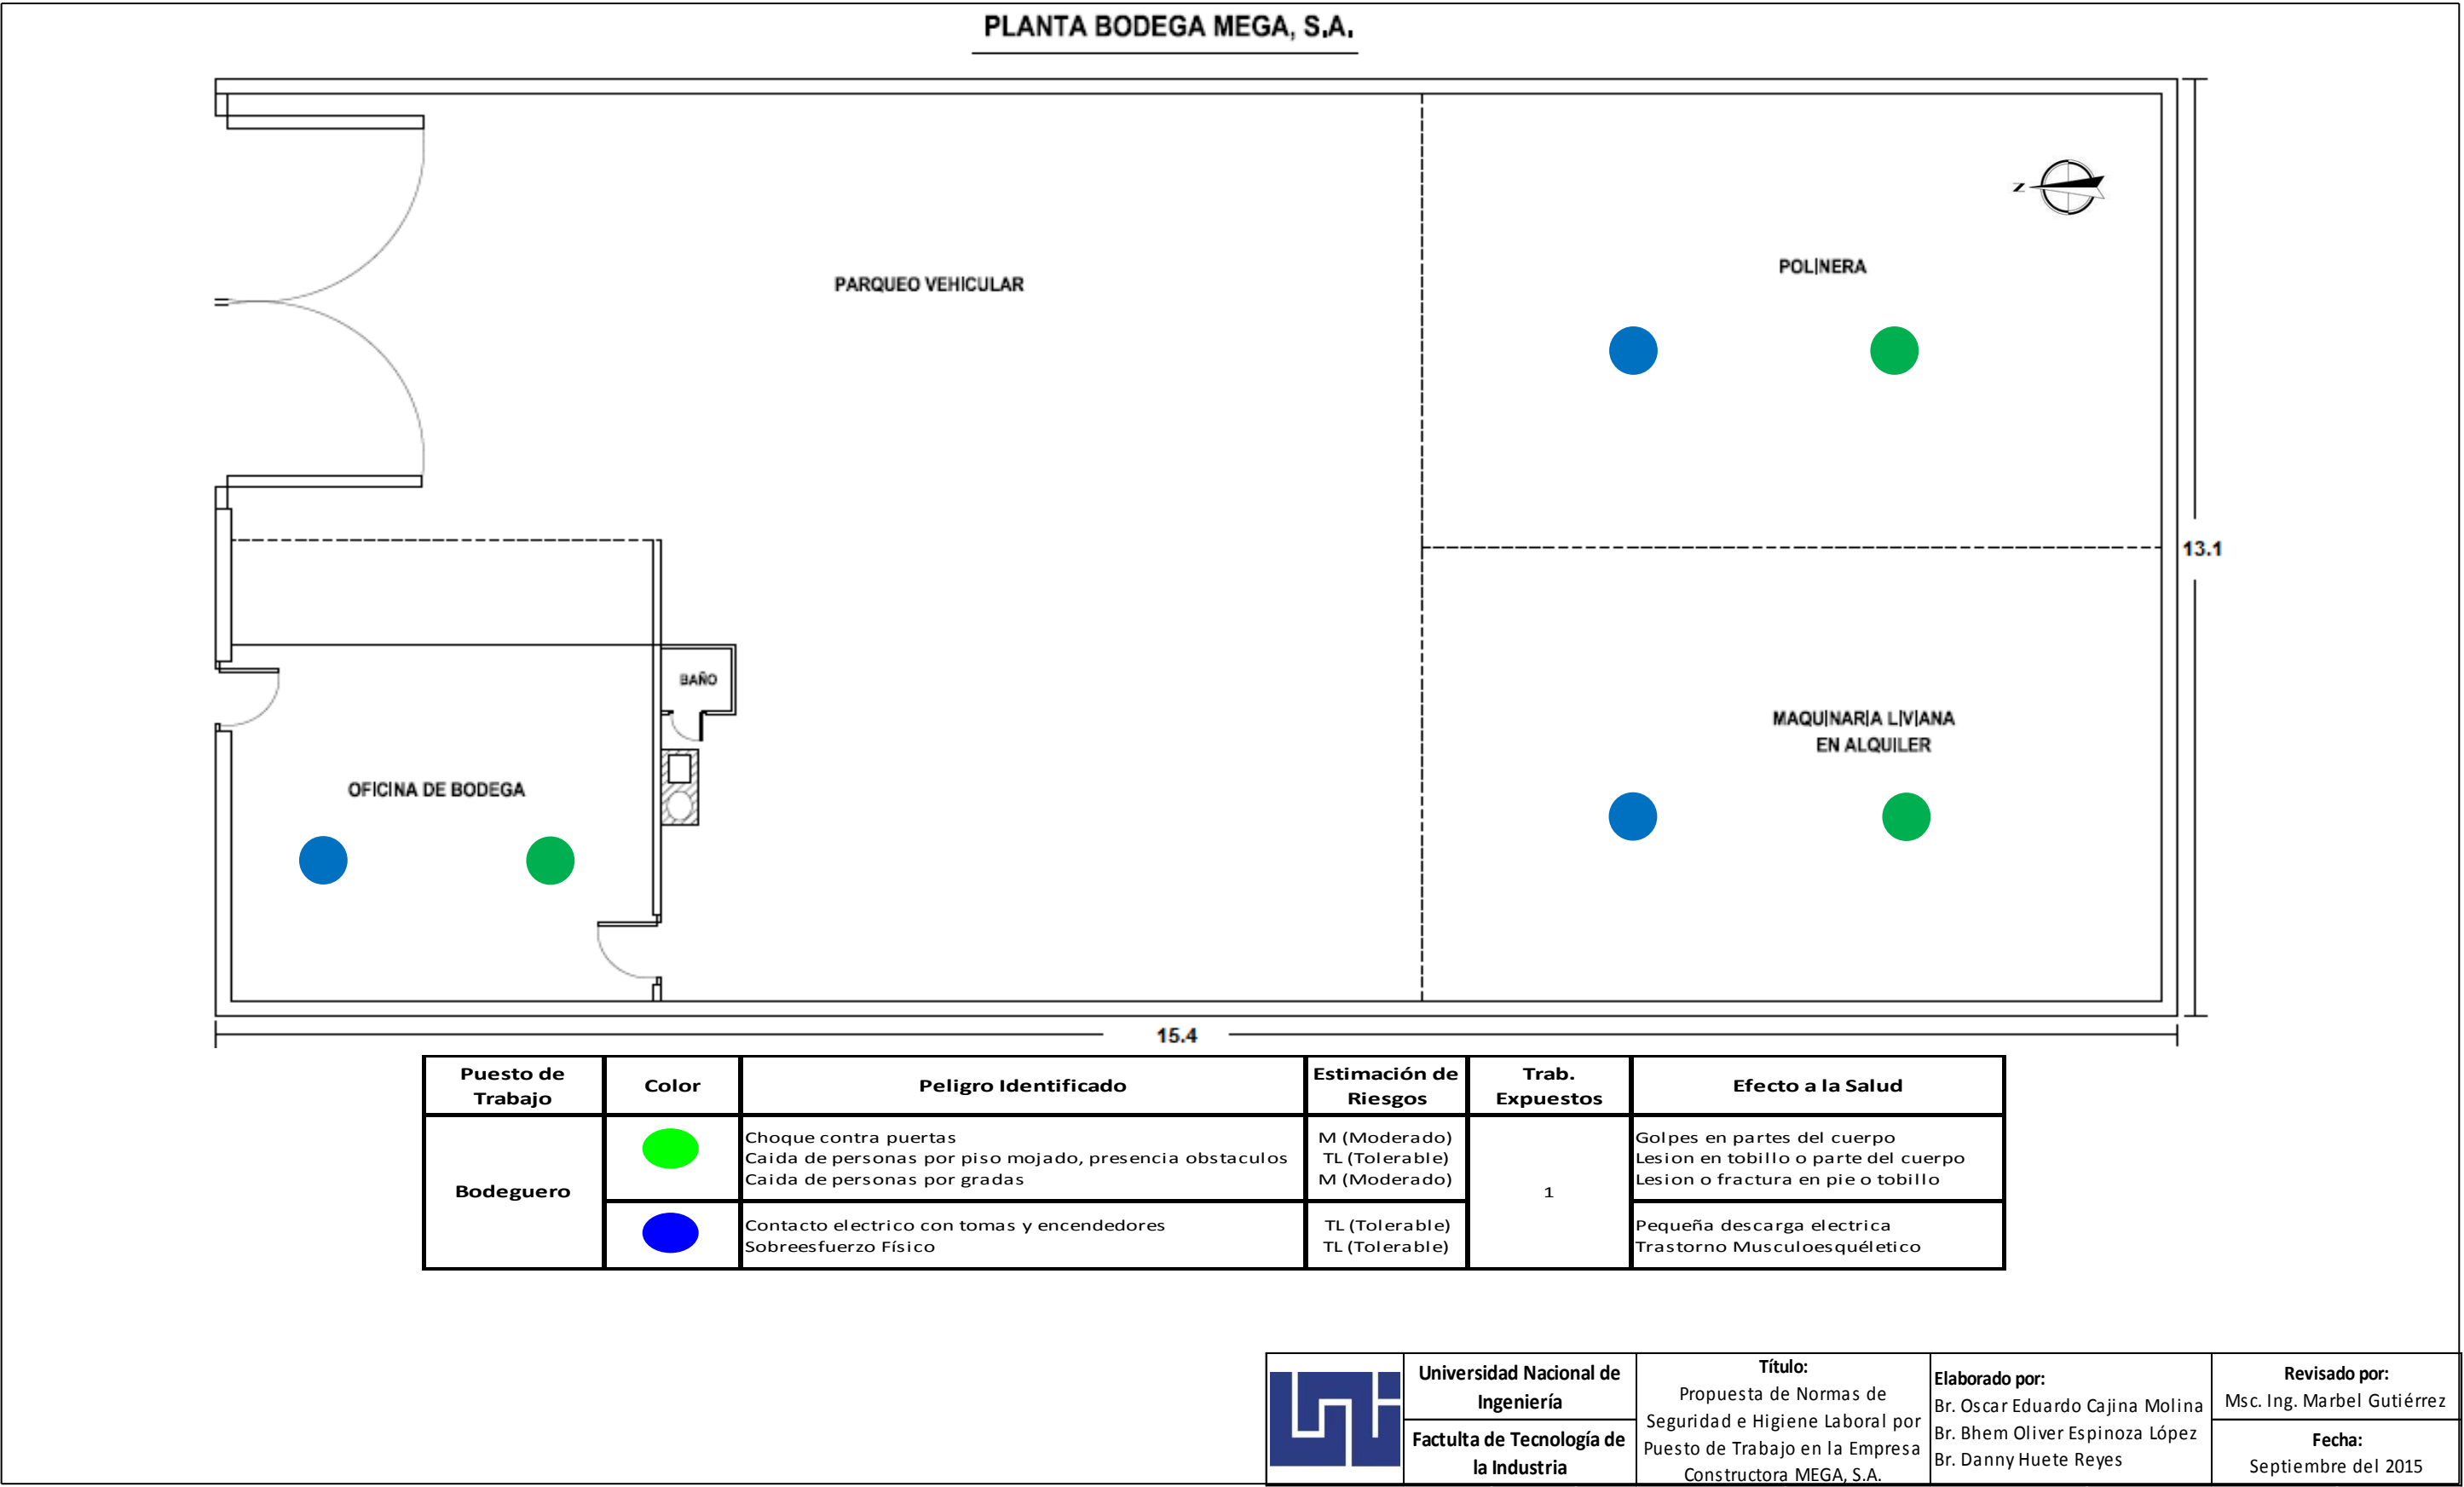 PLANTA BODEGA MEGA, S.A.
Z
PARQUEO VEHICULAR
POLINERA
13.1
BAÑO
MAQUINARIA LIVIANA
EN ALQUILER
OFICINA DE BODEGA
15.4
Puesto de
Trabajo
Color
Peligro Identificado
Estimación de
Riesgos
Trab.
Expuestos
Efecto a la Salud
Bodeguero
Choque contra puertas
Caida de personas por piso mojado, presencia obstaculos
Caida de personas por gradas
M (Moderado)
TL (Tolerable)
M (Moderado)
1
Golpes en partes del cuerpo
Lesion en tobillo o parte del cuerpo
Lesion o fractura en pie o tobillo
Contacto electrico con tomas y encendedores
Sobreesfuerzo Físico
TL (Tolerable)
TL (Tolerable)
Pequeña descarga electrica
Trastorno Musculoesquéletico
Universidad Nacional de
Ingeniería
Factulta de Tecnología de
la Industria
Título:
Propuesta de Normas de
Seguridad e Higiene Laboral por
Puesto de Trabajo en la Empresa
Constructora MEGA, S.A.
Elaborado por:
Br. Oscar Eduardo Cajina Molina
Br. Bhem Oliver Espinoza López
Br. Danny Huete Reyes
Revisado por:
Msc. Ing. Marbel Gutiérrez
Fecha:
Septiembre del 2015